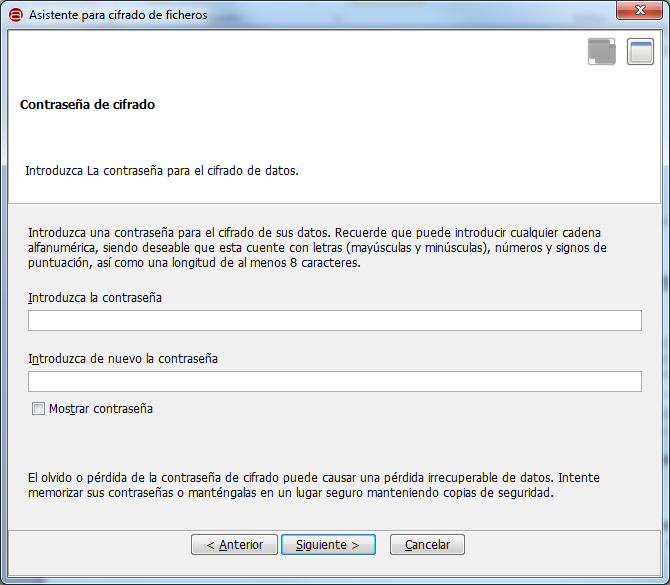 Asistente para cifrado de ficheros
Contraseña de cifrado
Introduzca La contraseña para el cifrado de datos.
Introduzca una contraseña para el cifrado de sus datos. Recuerde que puede introducir cualquier cadena
alfanumérica, siendo deseable que esta cuente con letras (mayúsculas y minúsculas), números y signos de
puntuación, así como una longitud de al menos 8 caracteres.
Introduzca la contraseña
Introduzca de nuevo la contraseña
Mostrar contraseña
El olvido o pérdida de la contraseña de cifrado puede causar una pérdida irrecuperable de datos. Intente
memorizar sus contraseñas o manténgalas en un lugar seguro manteniendo copias de seguridad.
< Anterior Siguiente > Cancelar